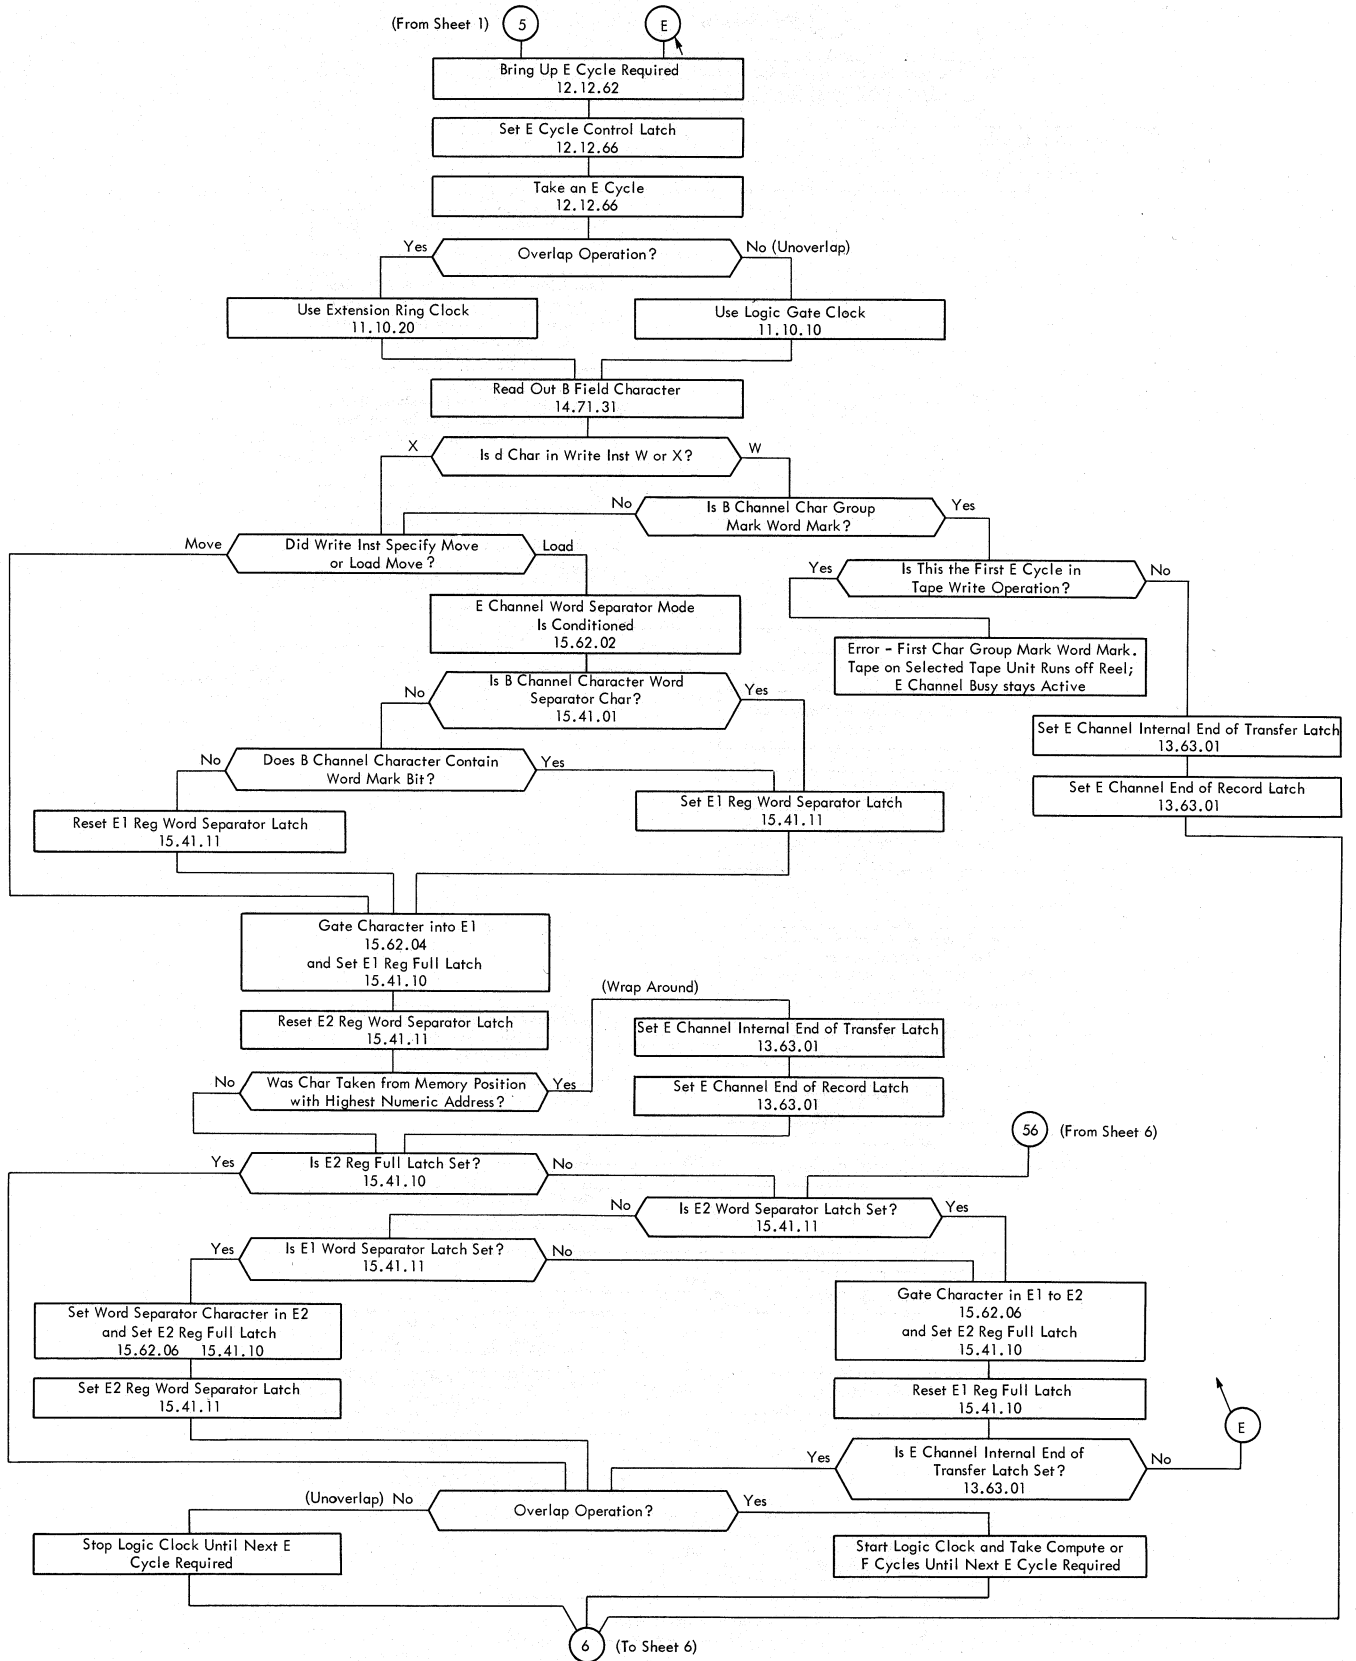 (From Sheet 1)
5
E
Bring Up E Cycle Required
12.12.62
Set E Cycle Control Latch
12.12.66
Take an E Cycle
12.12.66
Yes
Overlap Operation?
No (Unoverlap)
Use Extension Ring Clock
11.10.20
Use Logic Gate Clock
11.10.10
Read Out B Field Character
14.71.31
X
Is d Char in Write Inst W or X?
W
No
Is B Channel Char Group
Mark Word Mark?
Yes
Move
Did Write Inst Specify Move
or Load Move?
Load
Yes
Is This the First E Cycle in
Tape Write Operation?
No
E Channel Word Separator Mode
Is Conditioned
15.62.02
Error - First Char Group Mark Word Mark.
Tape on Selected Tape Unit Runs off Reel;
E Channel Busy stays Active
No
Is B Channel Character Word
Separator Char?
15.41.01
Yes
Set E Channel Internal End of Transfer Latch
13.63.01
No
Does B Channel Character Contain
Word Mark Bit?
Yes
Set E Channel End of Record Latch
13.63.01
Reset E1 Reg Word Separator Latch
15.41.11
Set E1 Reg Word Separator Latch
15.41.11
Gate Character into E1
15.62.04
and Set E1 Reg Full Latch
15.41.10
(Wrap Around)
Reset E2 Reg Word Separator Latch
15.41.11
Set E Channel Internal End of Transfer Latch
13.63.01
No
Was Char Taken from Memory Position
with Highest Numeric Address?
Yes
Set E Channel End of Record Latch
13.63.01
56
(From Sheet 6)
Yes
Is E2 Reg Full Latch Set?
15.41.10
No
No
Is E2 Word Separator Latch Set?
15.41.11
Yes
Yes
Is E1 Word Separator Latch Set?
15.41.11
No
Set Word Separator Character in E2
and Set E2 Reg Full Latch
15.62.06 15.41.10
Gate Character in E1 to E2
15.62.06
and Set E2 Reg Full Latch
15.41.10
Set E2 Reg Word Separator Latch
15.41.11
Reset E1 Reg Full Latch
15.41.10
E
Yes
Is E Channel Internal End of
Transfer Latch Set?
13.63.01
No
(Unoverlap) No
Overlap Operation?
Yes
Stop Logic Clock Until Next E
Cycle Required
Start Logic Clock and Take Compute or
F Cycles Until Next E Cycle Required
6
(To Sheet 6)